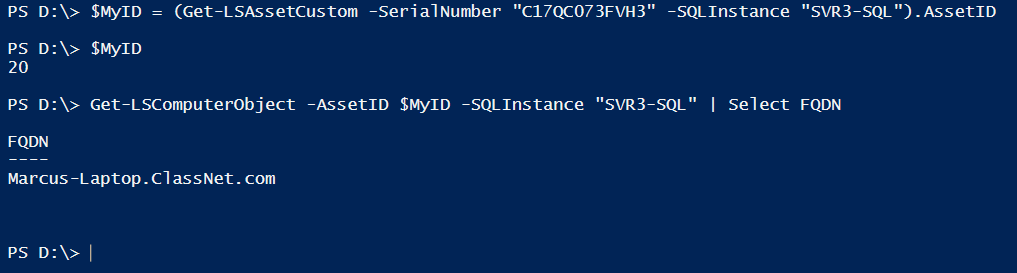 PS D:\> $MyID = (Get-LSAssetCustom -SerialNumber "C17QC073FVH3" -SQLInstance "SVR3-SQL").AssetID
PS D:\> $MyID
20
PS D:\> Get-LSComputerObject -AssetID $MyID -SQLInstance "SVR3-SQL" | Select FQDN
FQDN
----
Marcus-Laptop.ClassNet.com
PS D:\>